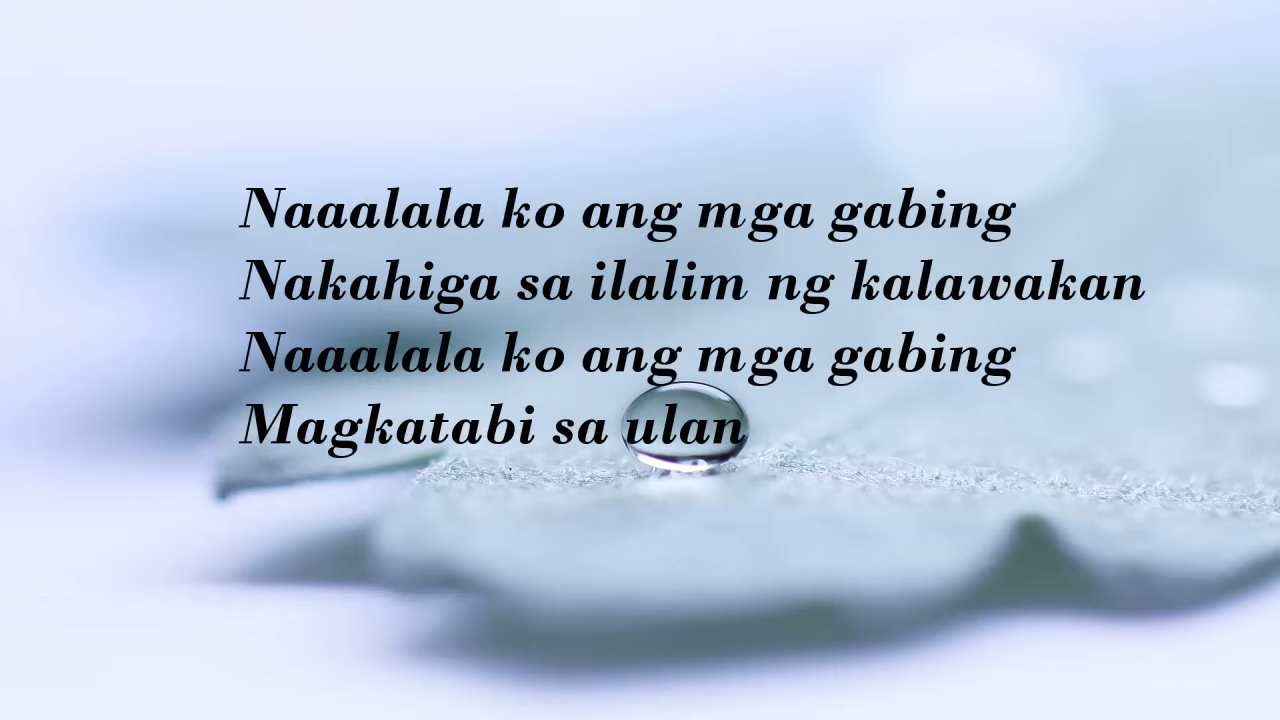 Naaalala ko ang mga gabing
Nakahiga sa ilalim ng kalawakan
Naaalala ko ang mga gabing
Magkatabi sa ulan